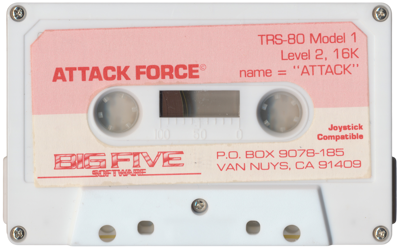 TRS-80 Model 1
Level 2, 16K
ATTACK FORCE©
name = "ATTACK"
Joystick
Compatible
BIG FIVE
SOFTWARE
P.O. BOX 9078-185
VAN NUYS, CA 91409